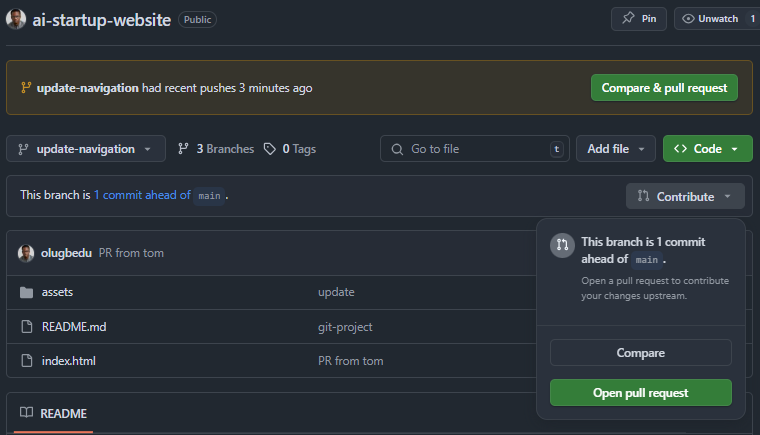 ai-startup-website Public Pin Unwatch 1
update-navigation had recent pushes 3 minutes ago Compare & pull request
update-navigation 3 Branches 0 Tags Go to file t Add file Code
This branch is 1 commit ahead of main . Contribute
This branch is 1 commit
ahead of main .
Open a pull request to contribute
your changes upstream.
Compare
Open pull request
olugbedu PR from tom
assets update
README.md git-project
index.html PR from tom
README